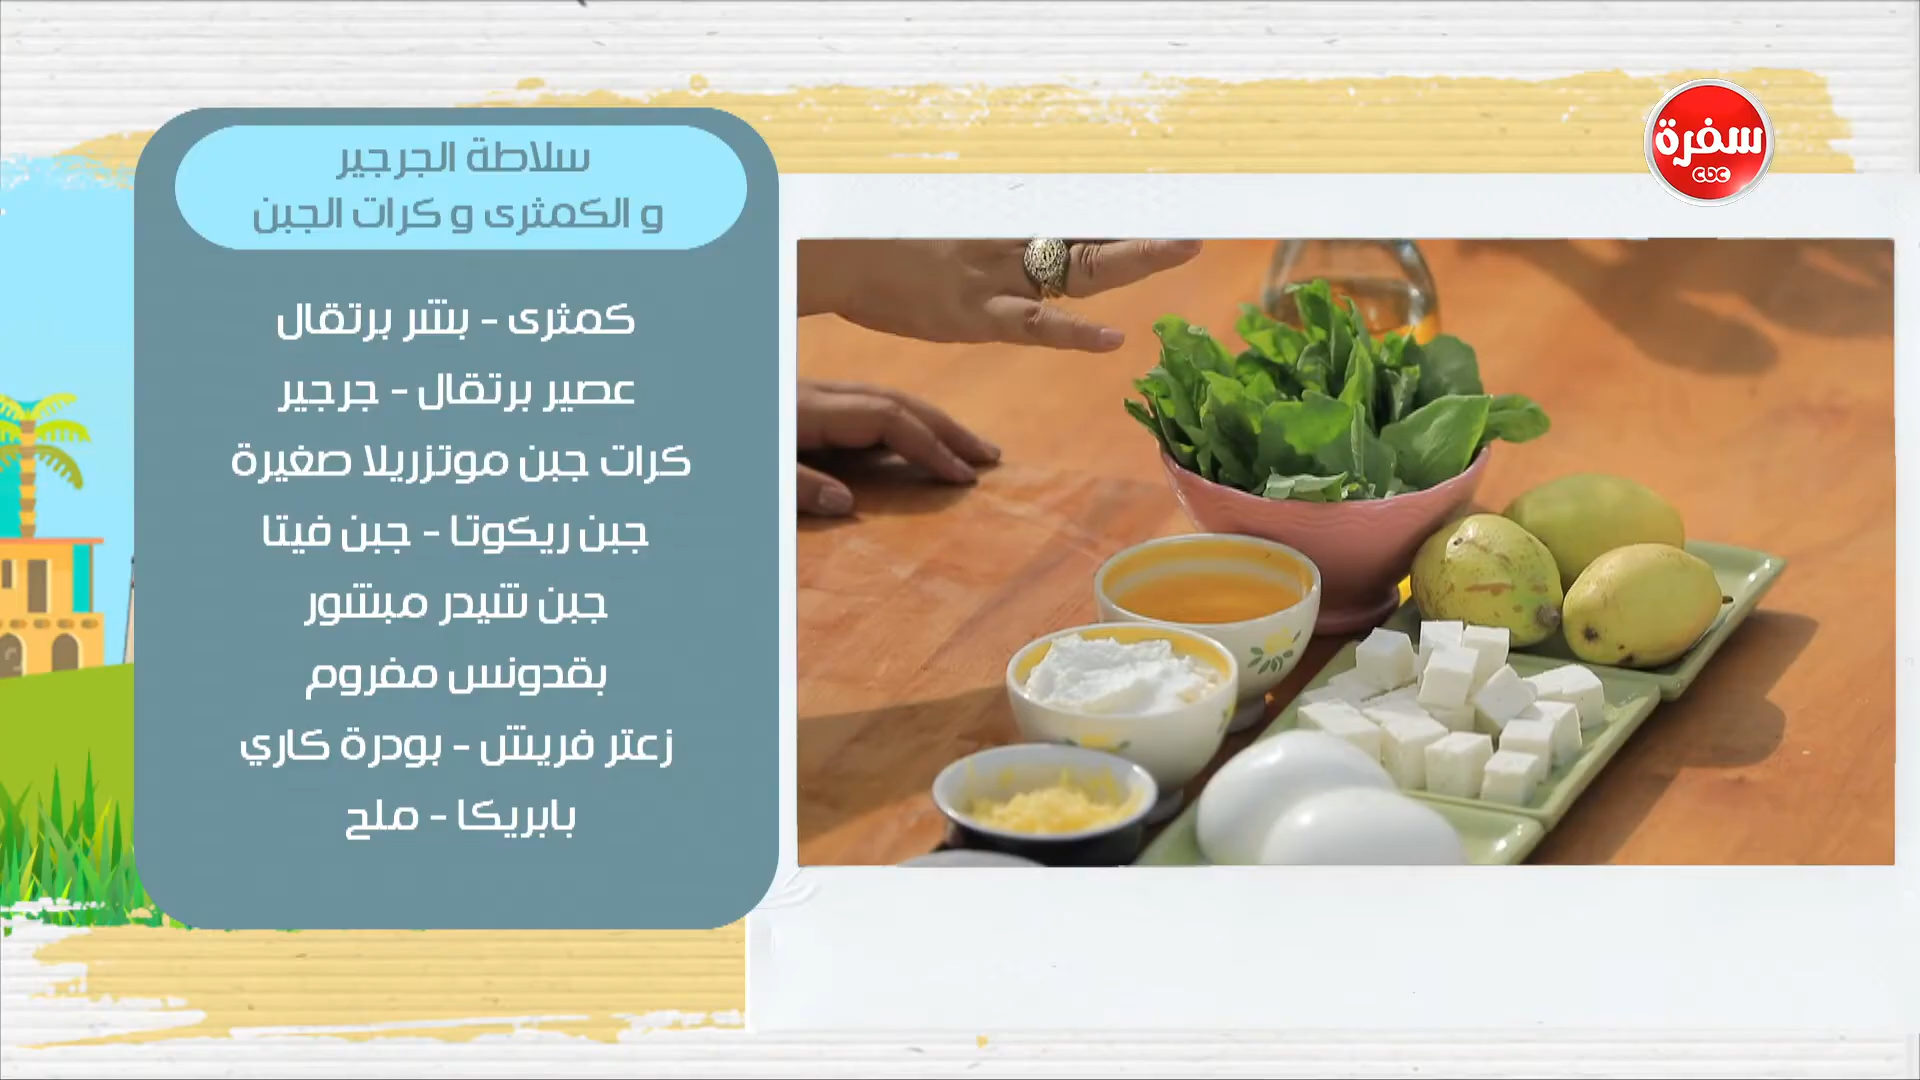 سلاطة الجرجير
و الكمثرى و كرات الجبن
كمثرى - بشر برتقال
عصير برتقال - جرجير
كرات جبن موتزريلا صغيرة
جبن ريكوتا - جبن فيتا
جبن شيدر مبشور
بقدونس مفروم
زعتر فريش - بودرة كاري
بابريكا - ملح
سفرة
cbc